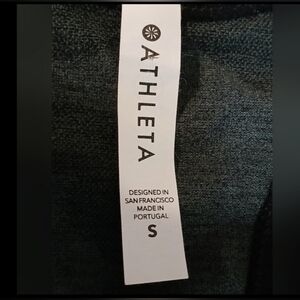 ATHLETA
DESIGNED IN
SAN FRANCISCO
MADE IN
PORTUGAL
S